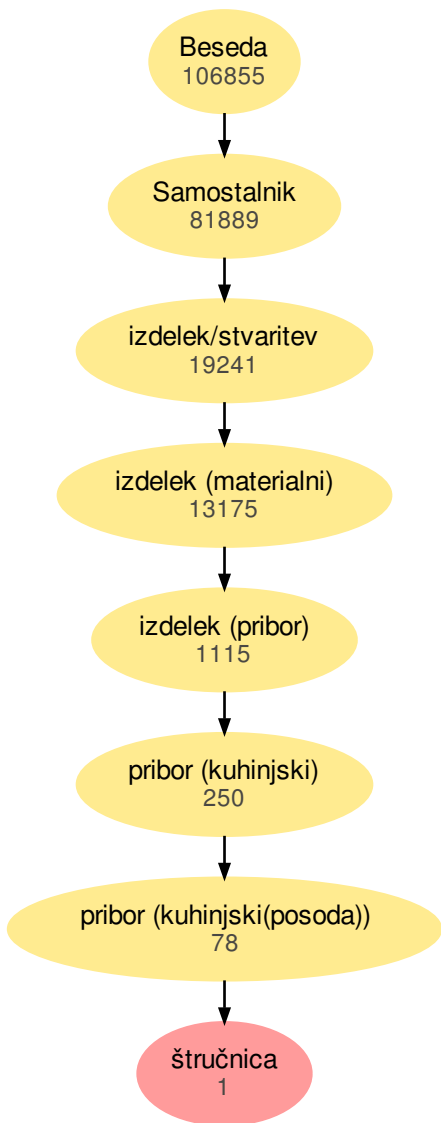 Beseda
106855
Samostalnik
81889
izdelek/stvaritev
19241
izdelek (materialni)
13175
izdelek (pribor)
1115
pribor (kuhinjski)
250
pribor (kuhinjski(posoda))
78
štručnica
1